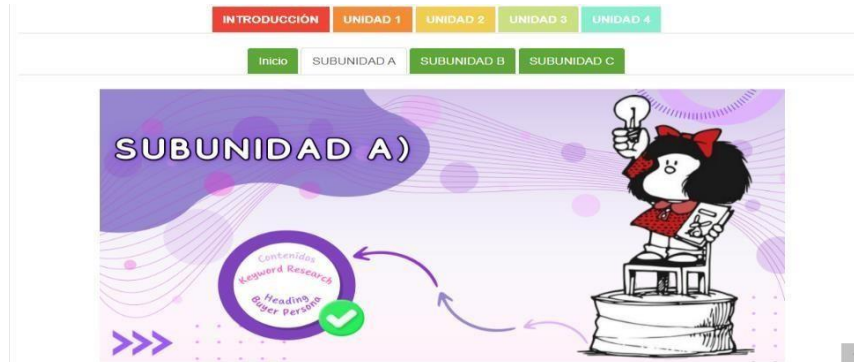 INTRODUCCIÓN UNIDAD 1 UNIDAD 2 UNIDAD 3 UNIDAD 4
Inicio SUBUNIDAD A SUBUNIDAD B SUBUNIDAD C
SUBUNIDAD A)
Contenidos
Keyword Research
Heading
Buyer Persona